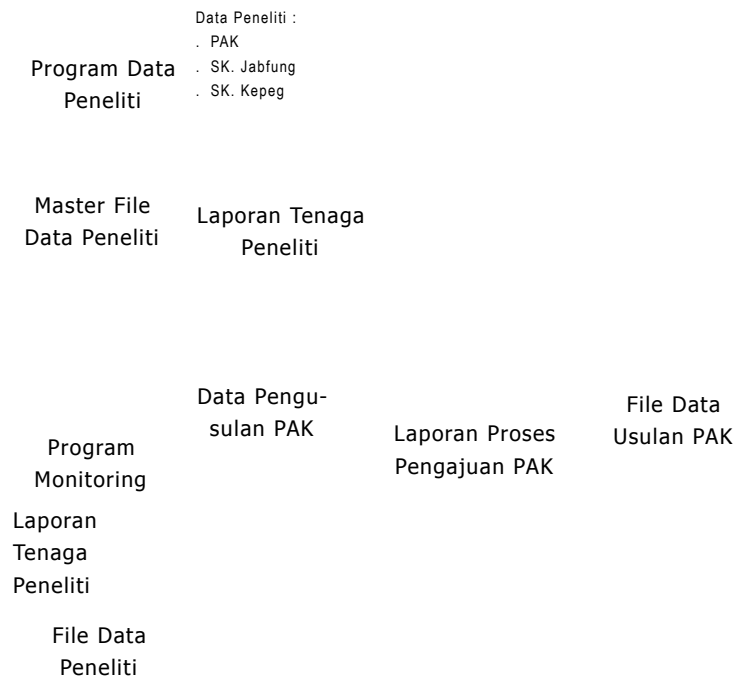 Data Peneliti :
. PAK
. SK. Jabfung
. SK. Kepeg
Program Data
Peneliti
Master File
Data Peneliti
Laporan Tenaga
Peneliti
Data Pengu-
sulan PAK
File Data
Usulan PAK
Laporan Proses
Pengajuan PAK
Program
Monitoring
Laporan
Tenaga
Peneliti
File Data
Peneliti